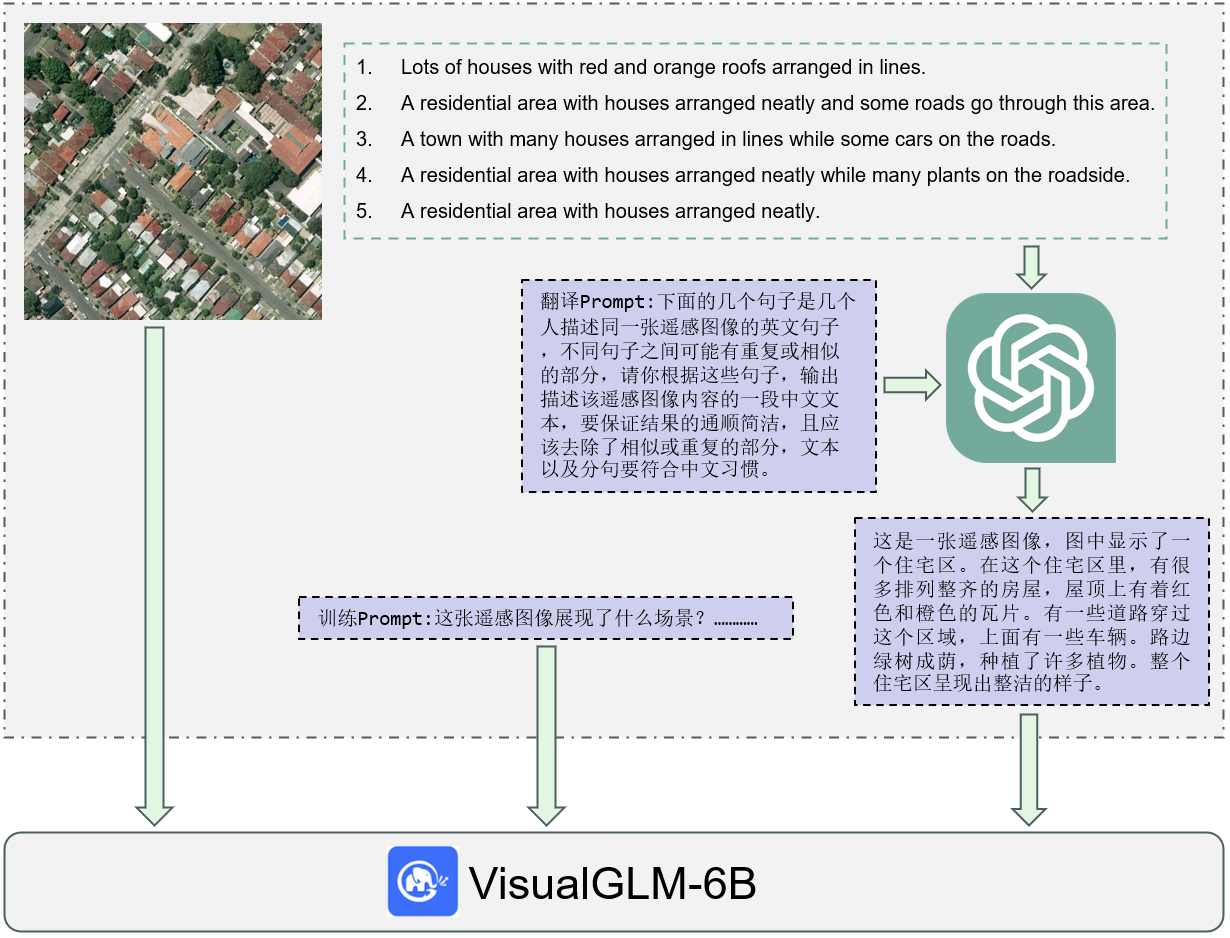 1. Lots of houses with red and orange roofs arranged in lines.
2. A residential area with houses arranged neatly and some roads go through this area.
3. A town with many houses arranged in lines while some cars on the roads.
4. A residential area with houses arranged neatly while many plants on the roadside.
5. A residential area with houses arranged neatly.
翻译Prompt:下面的几个句子是几个
人描述同一张遥感图像的英文句子
，不同句子之间可能有重复或相似
的部分，请你根据这些句子，输出
描述该遥感图像内容的一段中文文
本，要保证结果的通顺简洁，且应
该去除了相似或重复的部分，文本
以及分句要符合中文习惯。
这是一张遥感图像，图中显示了一
个住宅区。在这个住宅区里，有很
多排列整齐的房屋，屋顶上有着红
色和橙色的瓦片。有一些道路穿过
这个区域，上面有一些车辆。路边
绿树成荫，种植了许多植物。整个
住宅区呈现出整洁的样子。
训练Prompt:这张遥感图像展现了什么场景？…………
VisualGLM-6B